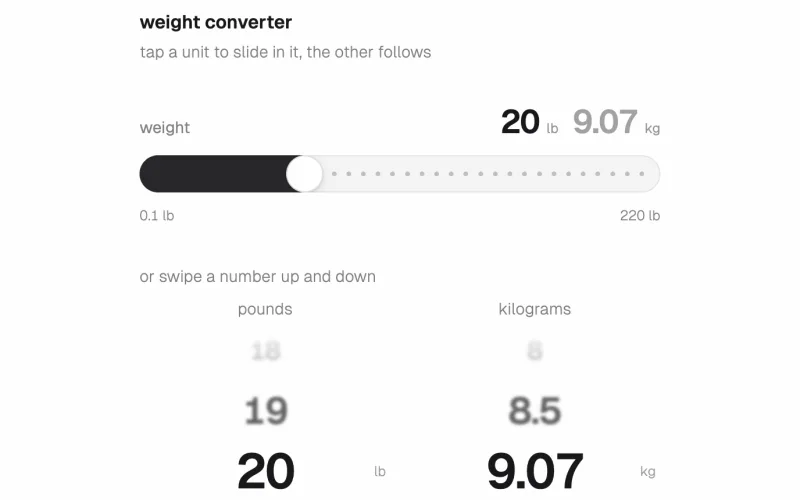 weight converter
tap a unit to slide in it, the other follows
weight 20 lb 9.07 kg
0.1 lb 220 lb
or swipe a number up and down
pounds kilograms
18 8
19 8.5
20 lb 9.07 kg